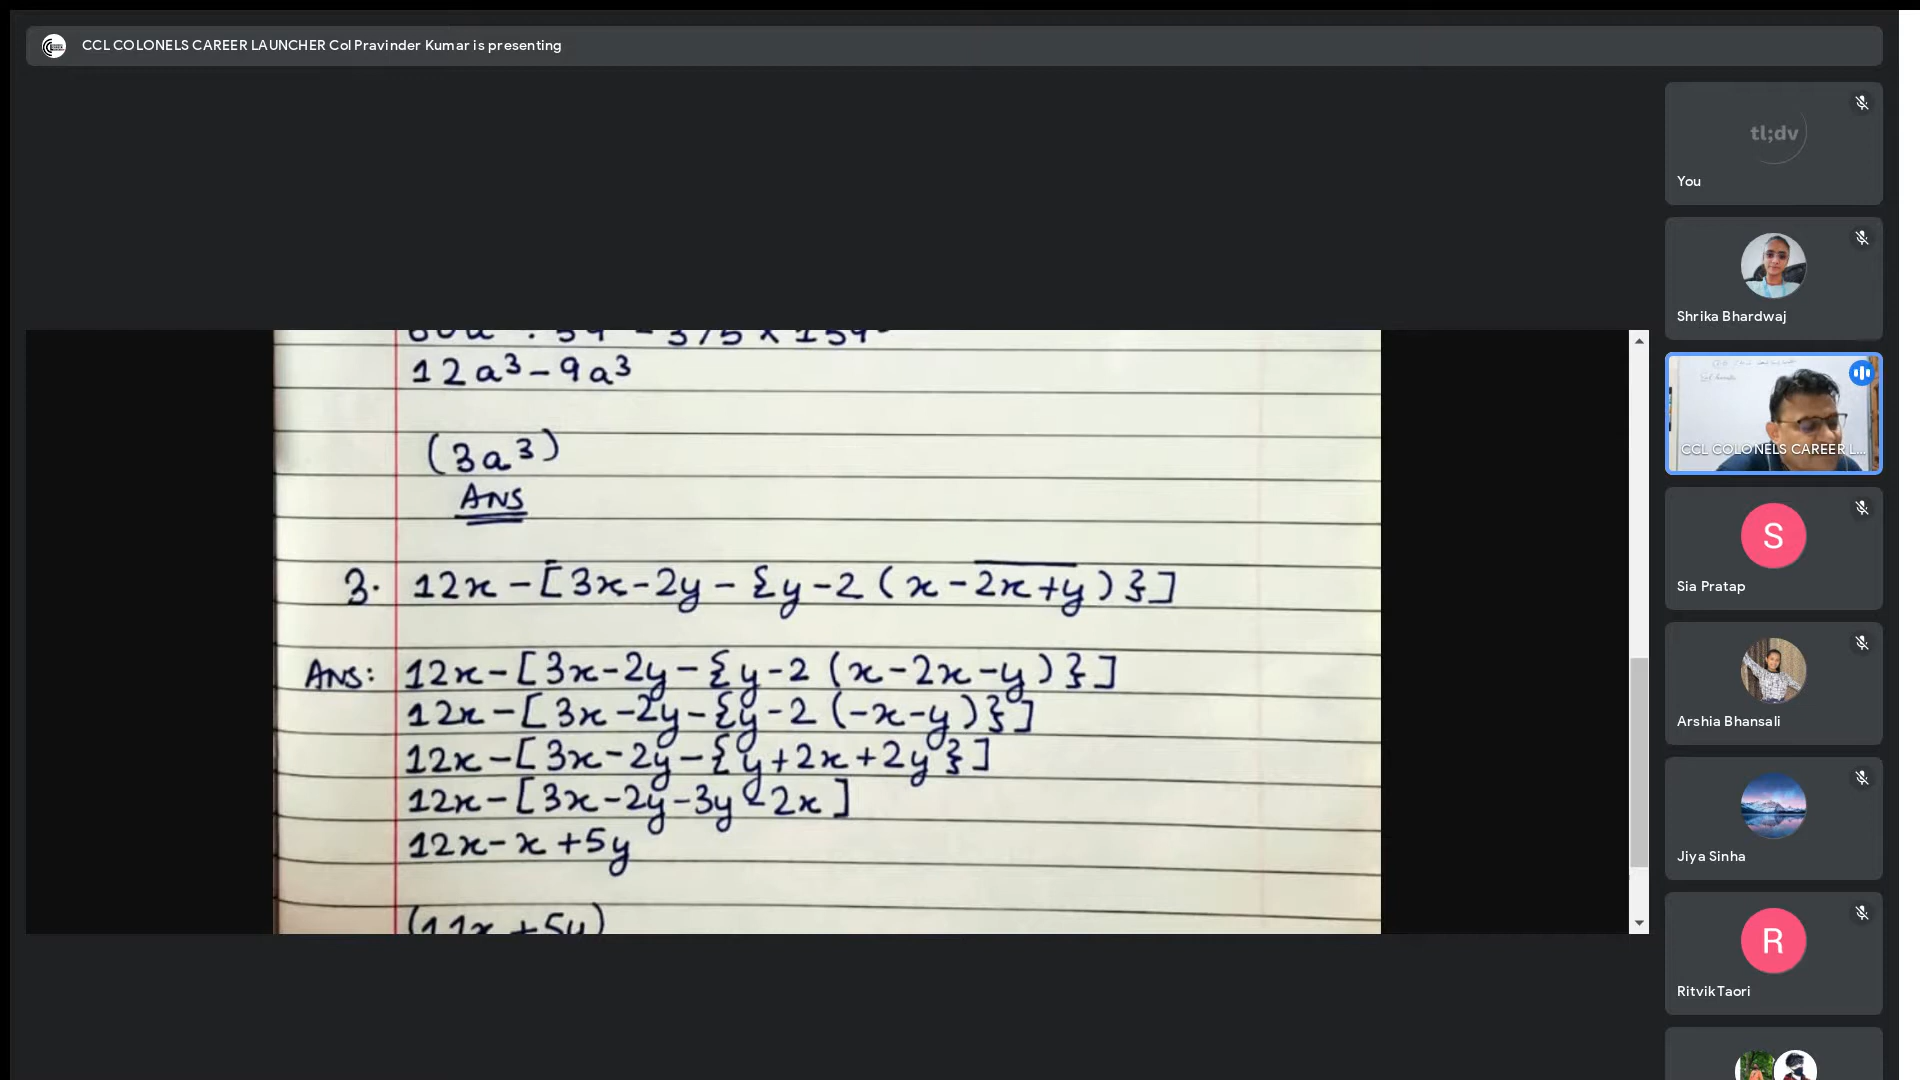 CCL COLONELS CAREER LAUNCHER Col Pravinder Kumar is presenting
tl;dv
You
Shrika Bhardwaj
CCL COLONELS CAREER L...
S
Sia Pratap
Arshia Bhansali
Jiya Sinha
R
Ritvik Taori
12a³-9a³
(3a³)
ANS
3. 12x-[3x-2y-{y-2(x-2x+y)}]
ANS: 12x-[3x-2y-{y-2(x-2x-y)}]
12x-[3x-2y-{y-2(-x-y)}]
12x-[3x-2y-{y+2x+2y}]
12x-[3x-2y-3y-2x]
12x-x+5y
(11x+5y)